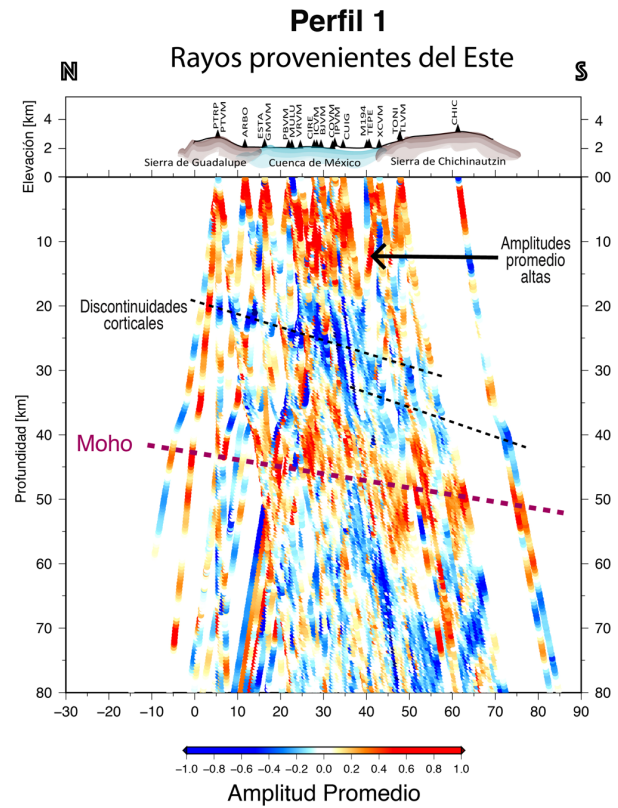 Perfil 1
Rayos provenientes del Este
N
S
Elevación [km]
4
2
0
4
2
00
PTRP
PTVM
ARBO
ESTA
GMVM
PBVM
MULU
VRVM
CIRE
ICVM
BJVM
COVM
CUIG
M194
TEPE
XCVM
TONI
TLVM
CHIC
Sierra de Guadalupe
Cuenca de México
Sierra de Chichinautzin
Profundidad [km]
10
20
30
40
50
60
70
80
10
20
30
40
50
60
70
80
Amplitudes
promedio
altas
Discontinuidades
corticales
Moho
−30 −20 −10 0 10 20 30 40 50 60 70 80 90
−1.0 −0.8 −0.6 −0.4 −0.2 0.0 0.2 0.4 0.6 0.8 1.0
Amplitud Promedio